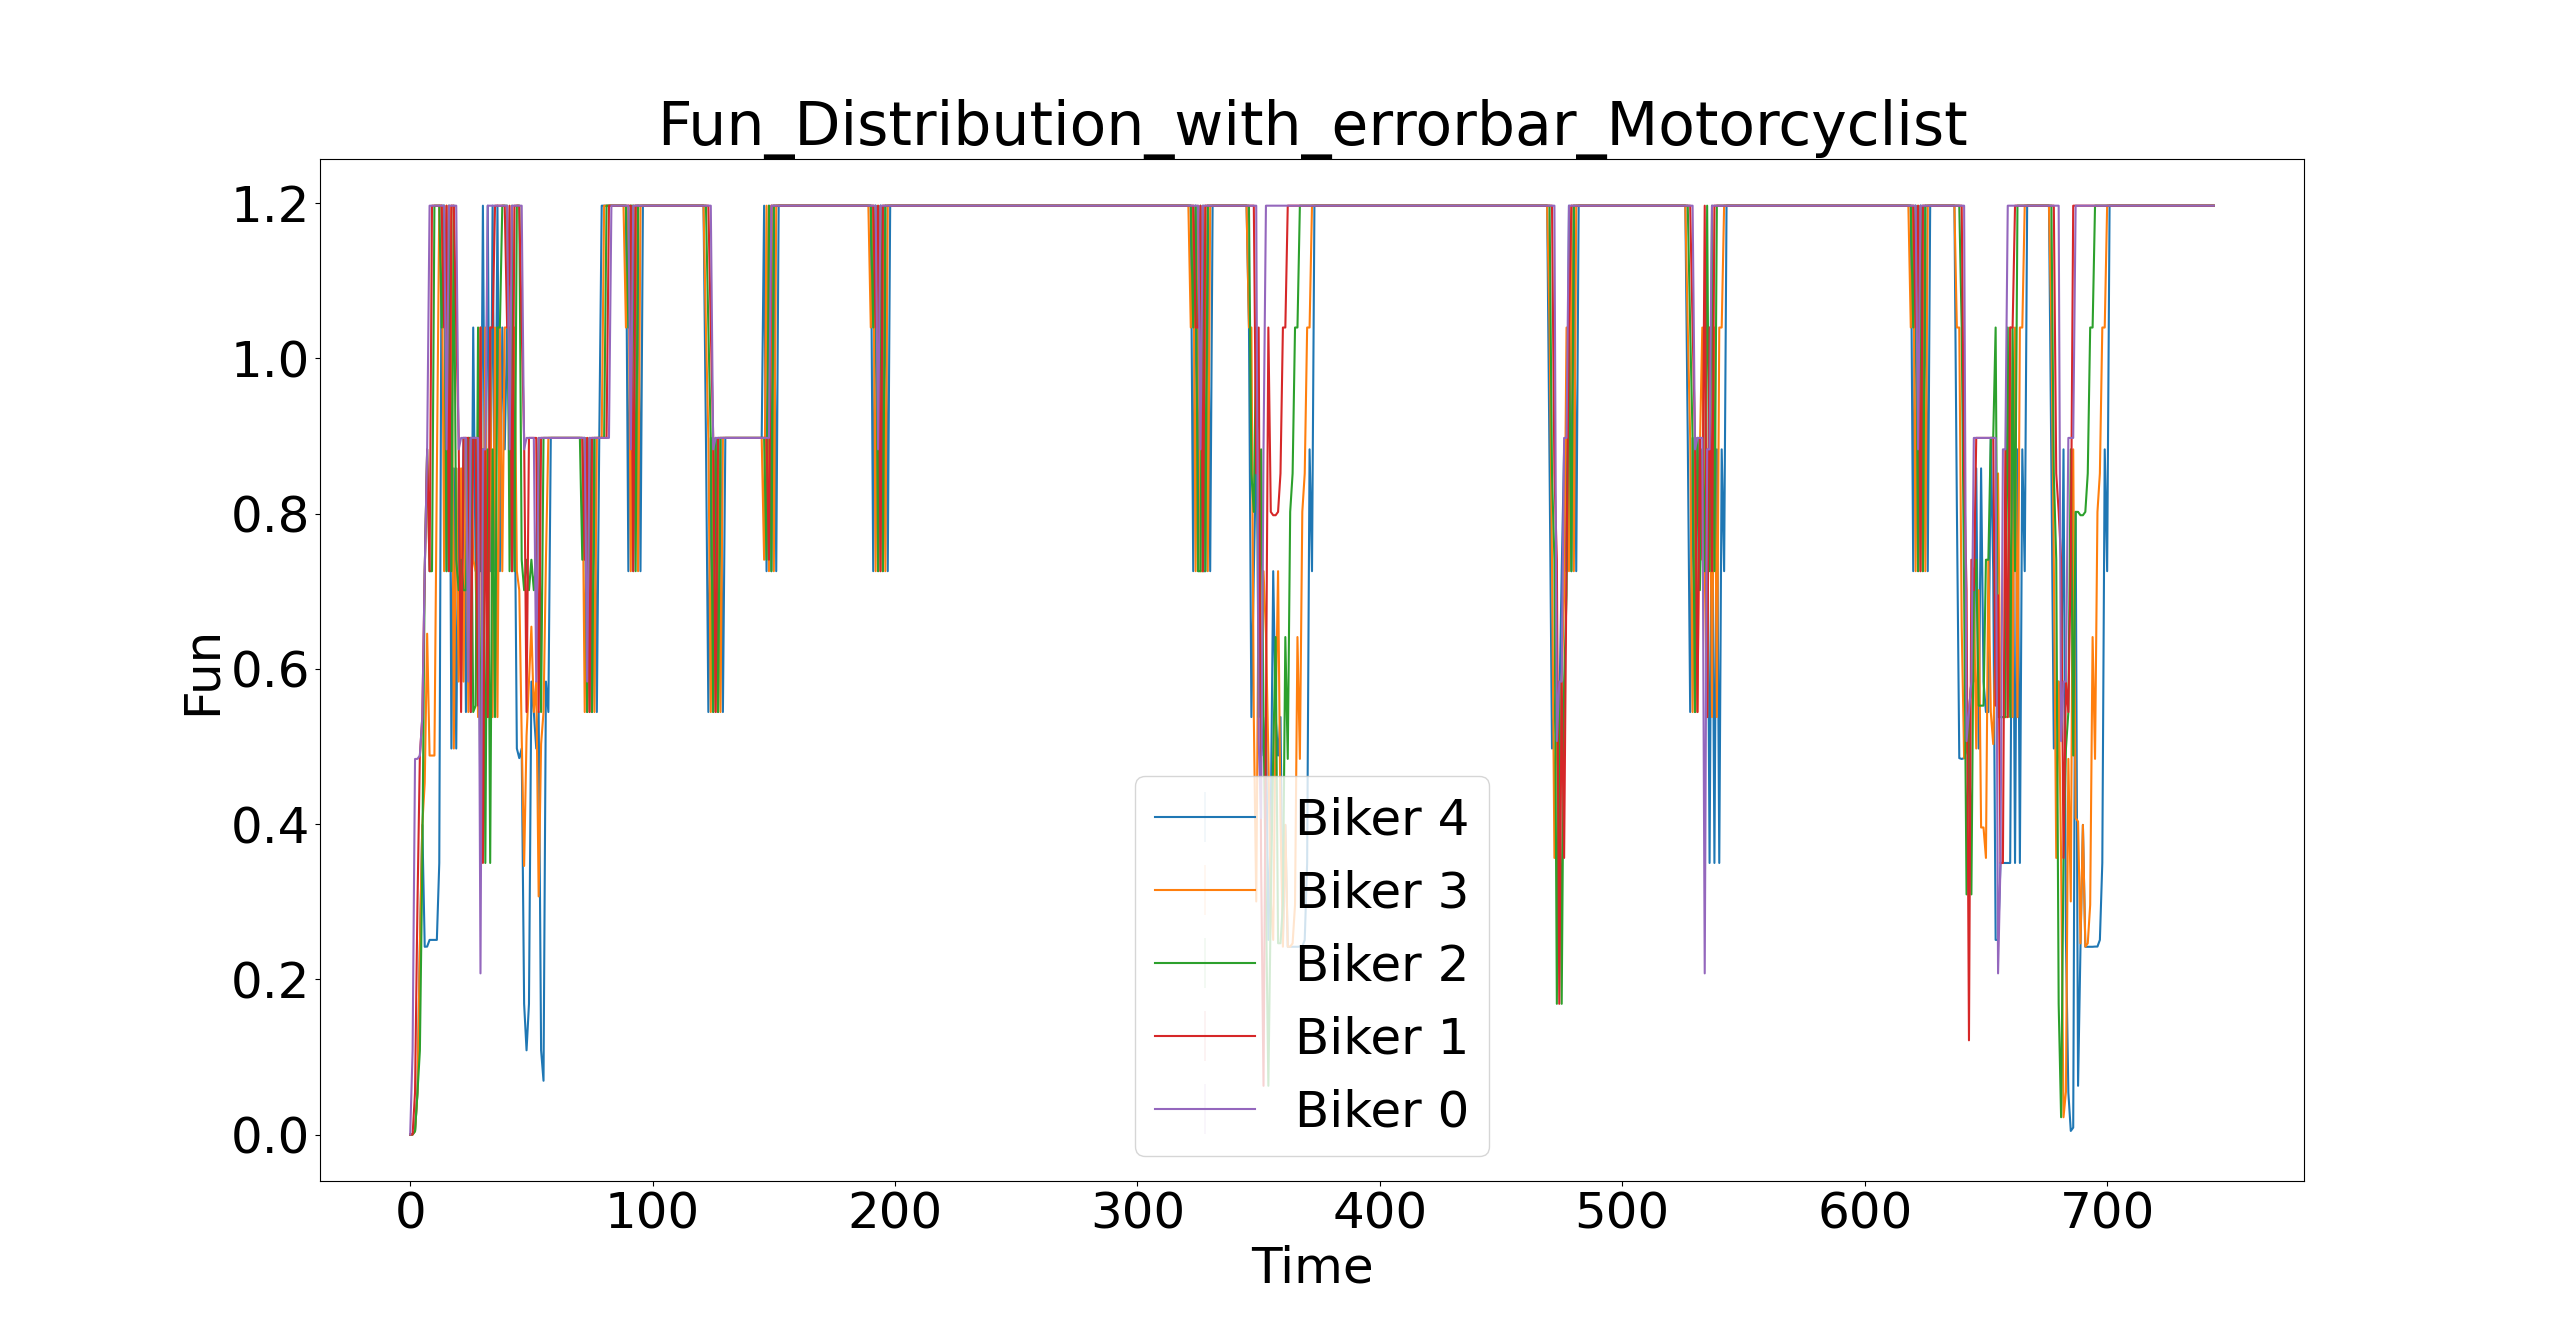 Fun_Distribution_with_errorbar_Motorcyclist
1.2
1.0
0.8
0.6
0.4
0.2
0.0
Fun
Biker 4
Biker 3
Biker 2
Biker 1
Biker 0
0 100 200 300 400 500 600 700
Time